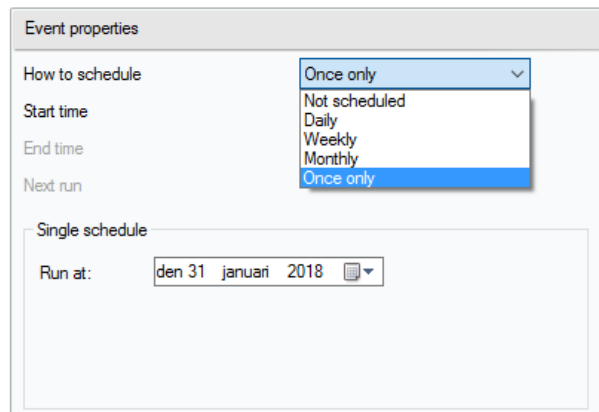 Event properties
How to schedule Once only
Not scheduled
Start time
Daily
Weekly
End time
Monthly
Next run
Once only
Single schedule
Run at: den 31 januari 2018